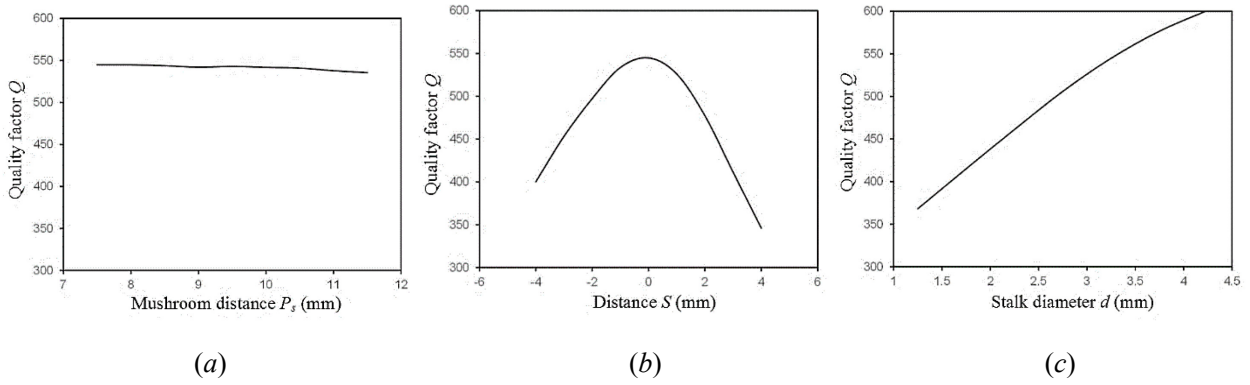 600
550
500
450
400
350
300
Quality factor Q
7 8 9 10 11 12
Mushroom distance Ps (mm)
(a)
600
550
500
450
400
350
300
Quality factor Q
-6 -4 -2 0 2 4 6
Distance S (mm)
(b)
600
550
500
450
400
350
300
Quality factor Q
1 1.5 2 2.5 3 3.5 4 4.5
Stalk diameter d (mm)
(c)